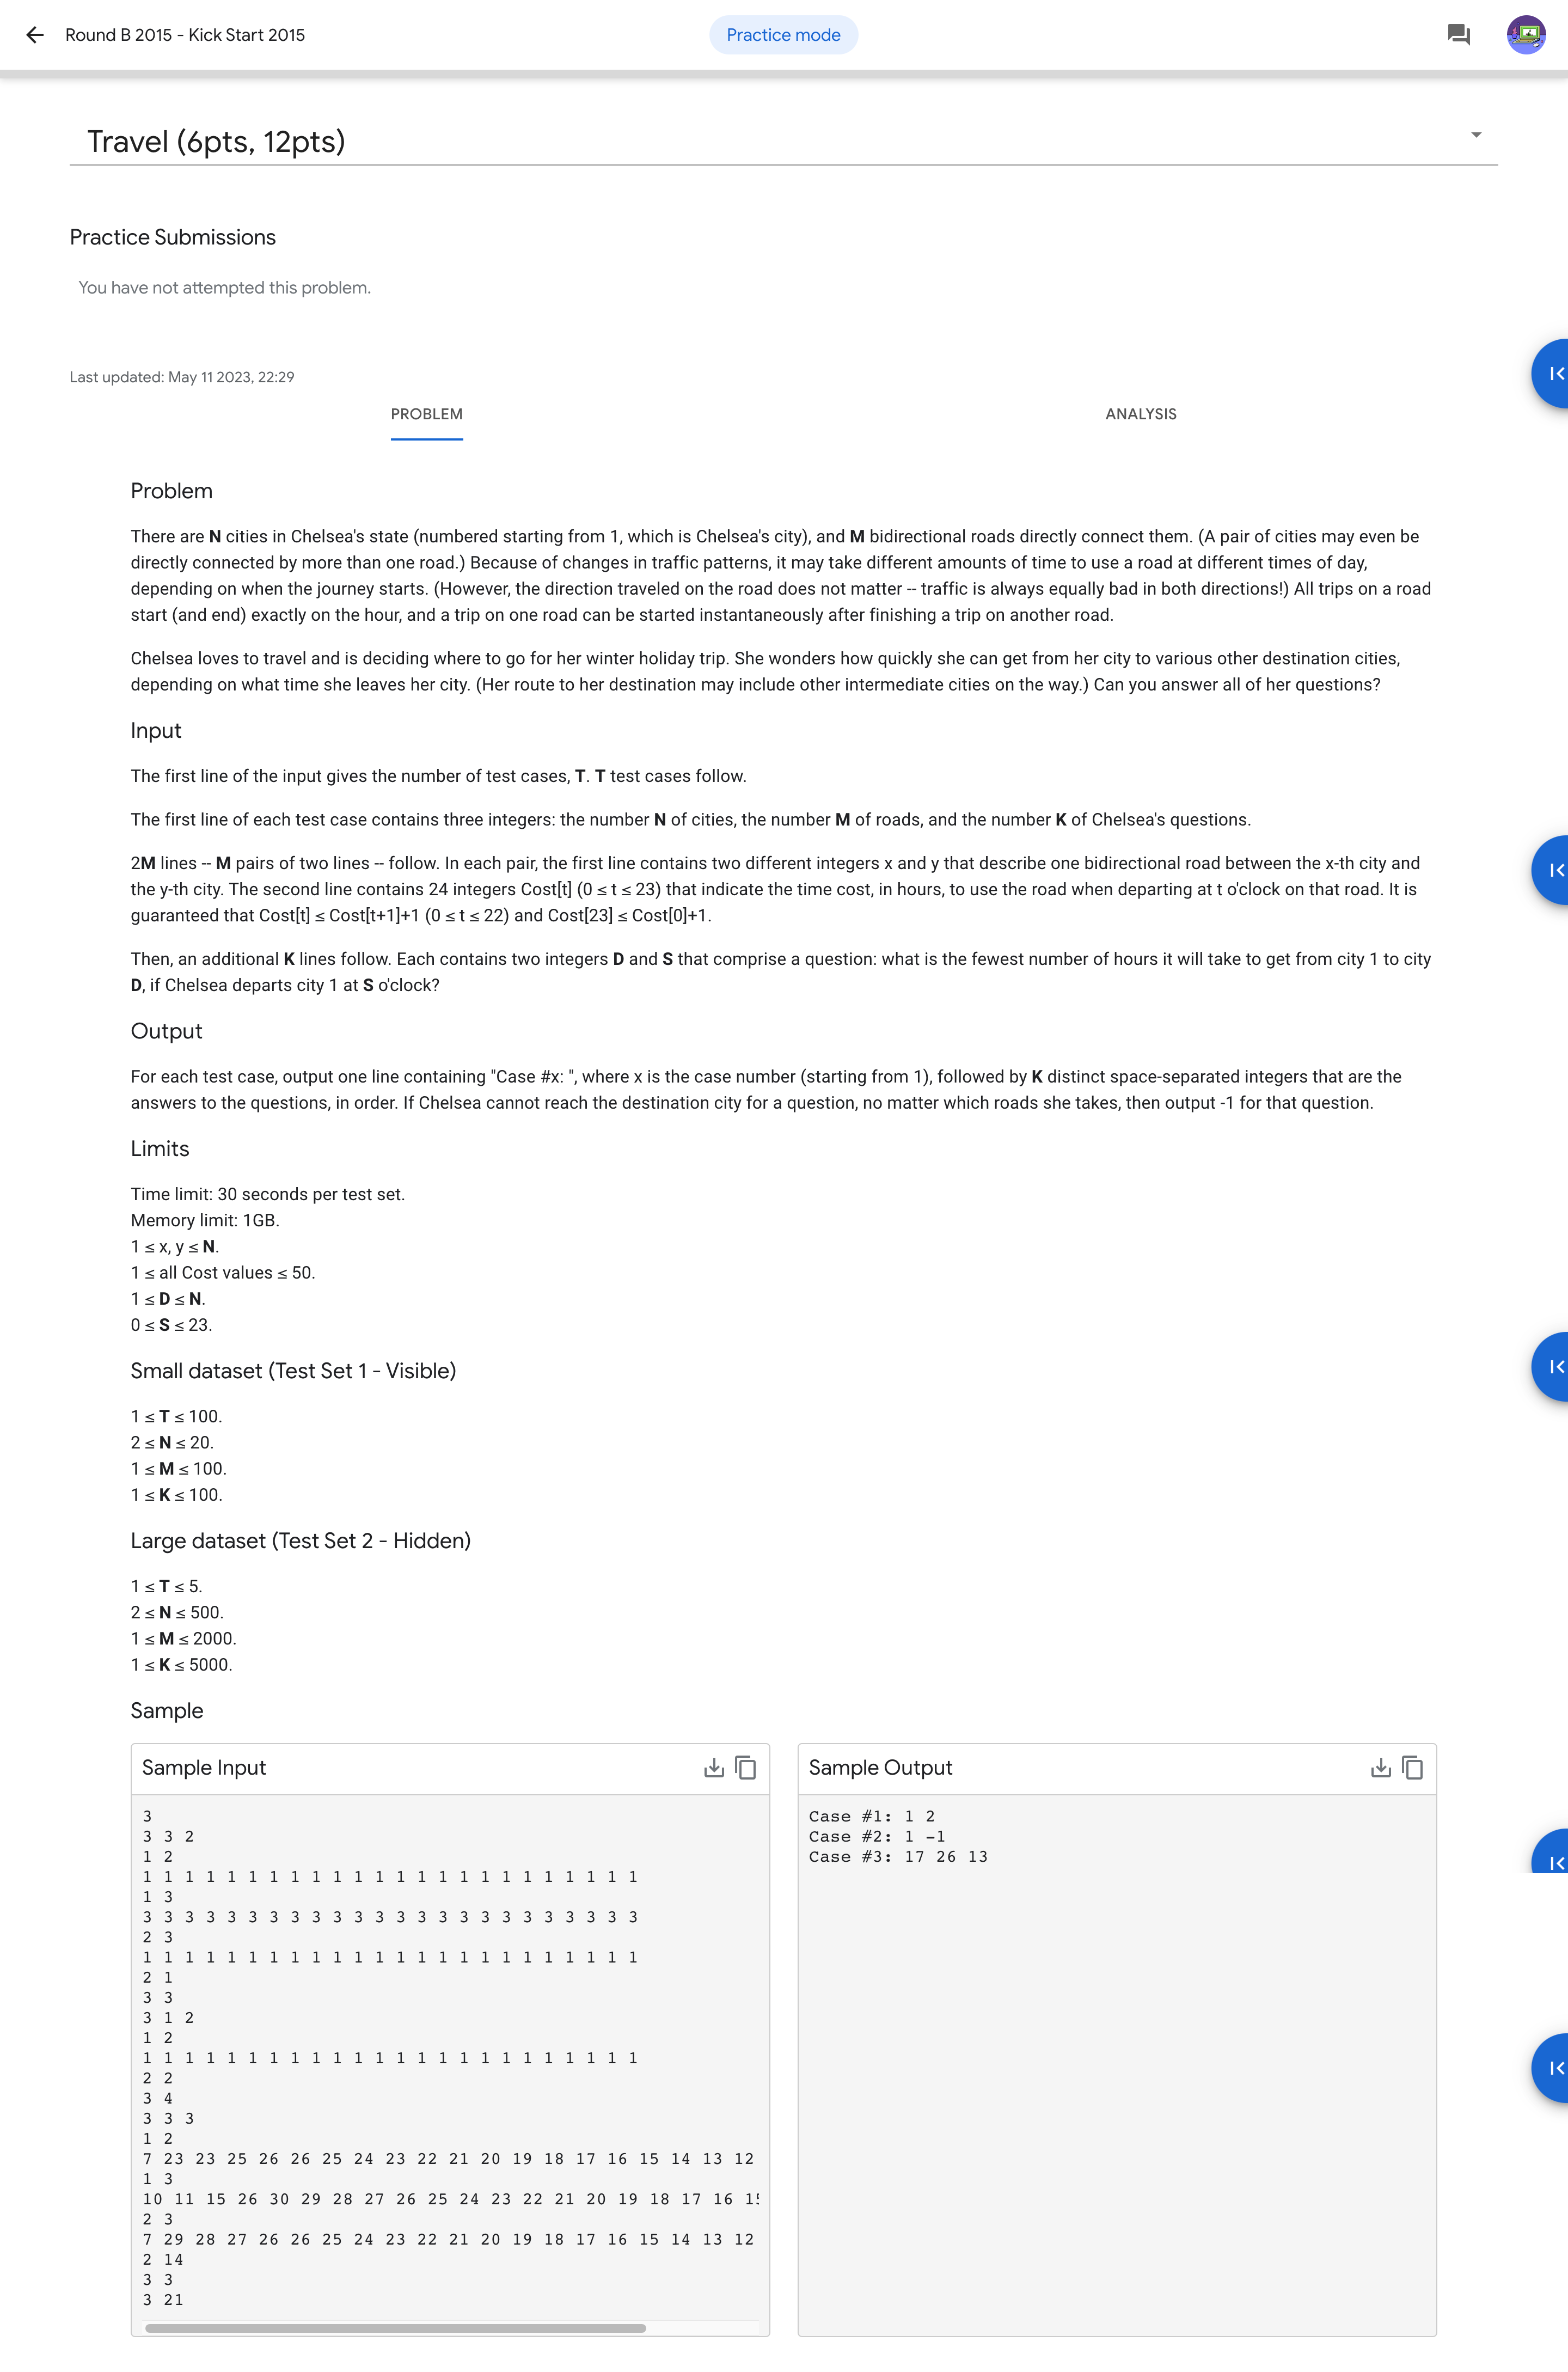 Round B 2015 - Kick Start 2015
Practice mode
Travel (6pts, 12pts)
Practice Submissions
You have not attempted this problem.
Last updated: May 11 2023, 22:29
PROBLEM
ANALYSIS
Problem
There are N cities in Chelsea's state (numbered starting from 1, which is Chelsea's city), and M bidirectional roads directly connect them. (A pair of cities may even be
directly connected by more than one road.) Because of changes in traffic patterns, it may take different amounts of time to use a road at different times of day,
depending on when the journey starts. (However, the direction traveled on the road does not matter -- traffic is always equally bad in both directions!) All trips on a road
start (and end) exactly on the hour, and a trip on one road can be started instantaneously after finishing a trip on another road.
Chelsea loves to travel and is deciding where to go for her winter holiday trip. She wonders how quickly she can get from her city to various other destination cities,
depending on what time she leaves her city. (Her route to her destination may include other intermediate cities on the way.) Can you answer all of her questions?
Input
The first line of the input gives the number of test cases, T. T test cases follow.
The first line of each test case contains three integers: the number N of cities, the number M of roads, and the number K of Chelsea's questions.
2M lines -- M pairs of two lines -- follow. In each pair, the first line contains two different integers x and y that describe one bidirectional road between the x-th city and
the y-th city. The second line contains 24 integers Cost[t] (0 ≤ t ≤ 23) that indicate the time cost, in hours, to use the road when departing at t o'clock on that road. It is
guaranteed that Cost[t] ≤ Cost[t+1]+1 (0 ≤ t ≤ 22) and Cost[23] ≤ Cost[0]+1.
Then, an additional K lines follow. Each contains two integers D and S that comprise a question: what is the fewest number of hours it will take to get from city 1 to city
D, if Chelsea departs city 1 at S o'clock?
Output
For each test case, output one line containing "Case #x: ", where x is the case number (starting from 1), followed by K distinct space-separated integers that are the
answers to the questions, in order. If Chelsea cannot reach the destination city for a question, no matter which roads she takes, then output -1 for that question.
Limits
Time limit: 30 seconds per test set.
Memory limit: 1GB.
1 ≤ x, y ≤ N.
1 ≤ all Cost values ≤ 50.
1 ≤ D ≤ N.
0 ≤ S ≤ 23.
Small dataset (Test Set 1 - Visible)
1 ≤ T ≤ 100.
2 ≤ N ≤ 20.
1 ≤ M ≤ 100.
1 ≤ K ≤ 100.
Large dataset (Test Set 2 - Hidden)
1 ≤ T ≤ 5.
2 ≤ N ≤ 500.
1 ≤ M ≤ 2000.
1 ≤ K ≤ 5000.
Sample
Sample Input
3
3 3 2
1 2
1 1 1 1 1 1 1 1 1 1 1 1 1 1 1 1 1 1 1 1 1 1 1 1
1 3
3 3 3 3 3 3 3 3 3 3 3 3 3 3 3 3 3 3 3 3 3 3 3 3
2 3
1 1 1 1 1 1 1 1 1 1 1 1 1 1 1 1 1 1 1 1 1 1 1 1
2 1
3 3
3 1 2
1 2
1 1 1 1 1 1 1 1 1 1 1 1 1 1 1 1 1 1 1 1 1 1 1 1
2 2
3 4
3 3 3
1 2
7 23 23 25 26 26 25 24 23 22 21 20 19 18 17 16 15 14 13 12
1 3
10 11 15 26 30 29 28 27 26 25 24 23 22 21 20 19 18 17 16 15
2 3
7 29 28 27 26 26 25 24 23 22 21 20 19 18 17 16 15 14 13 12
2 14
3 3
3 21
Sample Output
Case #1: 1 2
Case #2: 1 -1
Case #3: 17 26 13